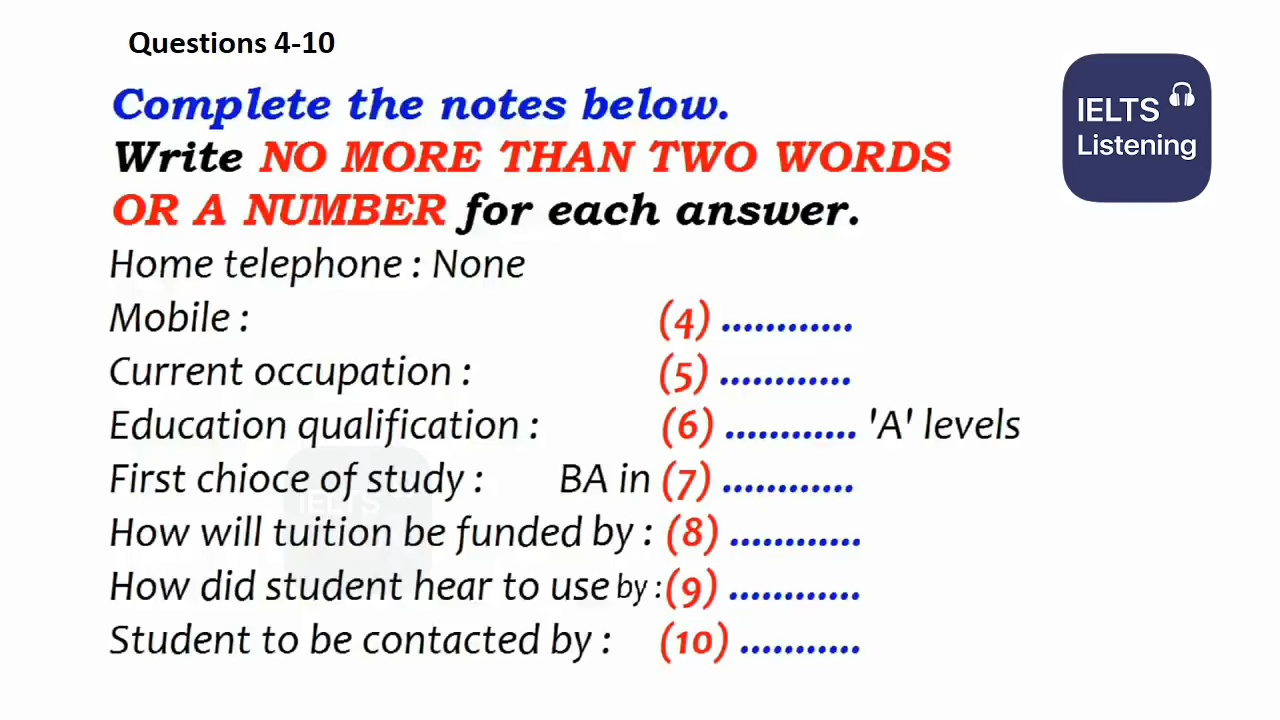 Questions 4-10
IELTS
Listening
Complete the notes below.
Write NO MORE THAN TWO WORDS
OR A NUMBER for each answer.
Home telephone : None
Mobile : (4) ............
Current occupation : (5) ............
Education qualification : (6) ............ 'A' levels
First chioce of study : BA in (7) ............
How will tuition be funded by : (8) ............
How did student hear to use by : (9) ............
Student to be contacted by : (10) ...........
IELTS